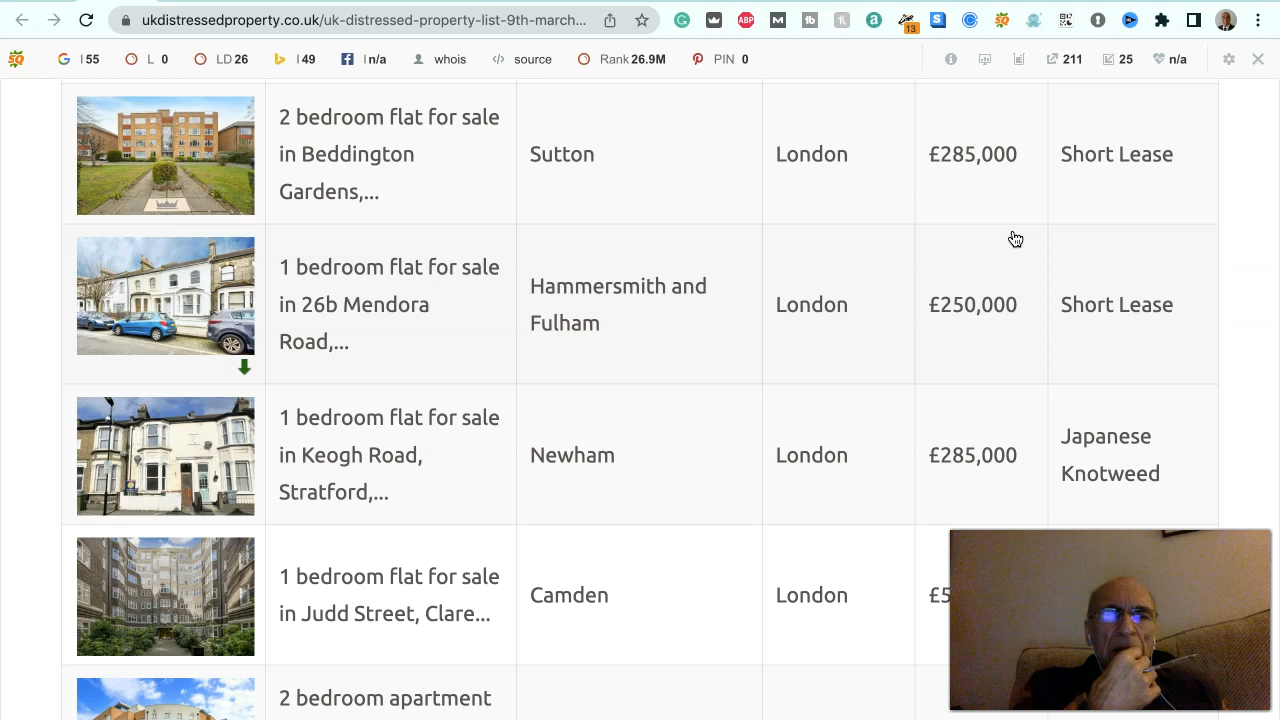 ukdistressedproperty.co.uk/uk-distressed-property-list-9th-march...
ABP
13
I 55
L 0
LD 26
I 49
I n/a
whois
source
Rank 26.9M
PIN 0
211
25
n/a
2 bedroom flat for sale
in Beddington
Gardens,...
Sutton
London
£285,000
Short Lease
1 bedroom flat for sale
in 26b Mendora
Road,...
Hammersmith and
Fulham
London
£250,000
Short Lease
1 bedroom flat for sale
in Keogh Road,
Stratford,...
Newham
London
£285,000
Japanese
Knotweed
1 bedroom flat for sale
in Judd Street, Clare...
Camden
London
£5
2 bedroom apartment